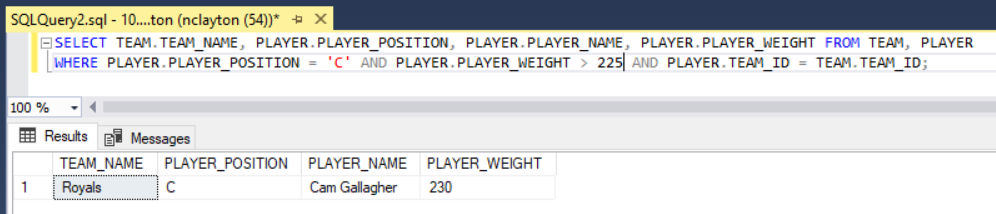 SQLQuery2.sql - 10....ton (nclayton (54))*
SELECT TEAM.TEAM_NAME, PLAYER.PLAYER_POSITION, PLAYER.PLAYER_NAME, PLAYER.PLAYER_WEIGHT FROM TEAM, PLAYER
WHERE PLAYER.PLAYER_POSITION = 'C' AND PLAYER.PLAYER_WEIGHT > 225 AND PLAYER.TEAM_ID = TEAM.TEAM_ID;
100 %
Results Messages
TEAM_NAME PLAYER_POSITION PLAYER_NAME PLAYER_WEIGHT
1 Royals C Cam Gallagher 230